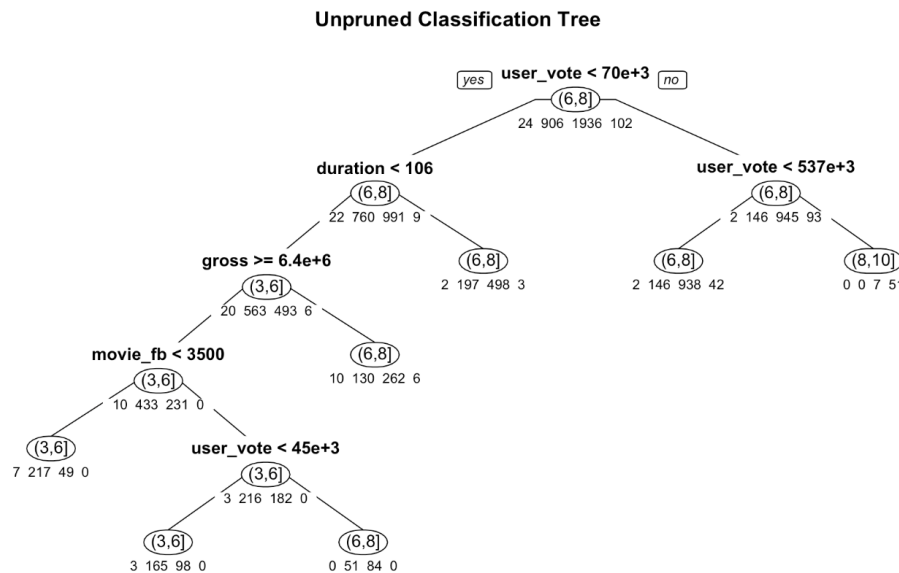 Unpruned Classification Tree
yes user_vote < 70e+3 no
(6,8]
24 906 1936 102
duration < 106
(6,8]
22 760 991 9
user_vote < 537e+3
(6,8]
2 146 945 93
gross >= 6.4e+6
(3,6]
20 563 493 6
(6,8]
2 197 498 3
(6,8]
2 146 938 42
(8,10]
0 0 7 51
movie_fb < 3500
(3,6]
10 433 231 0
(6,8]
10 130 262 6
(3,6]
7 217 49 0
user_vote < 45e+3
(3,6]
3 216 182 0
(3,6]
3 165 98 0
(6,8]
0 51 84 0